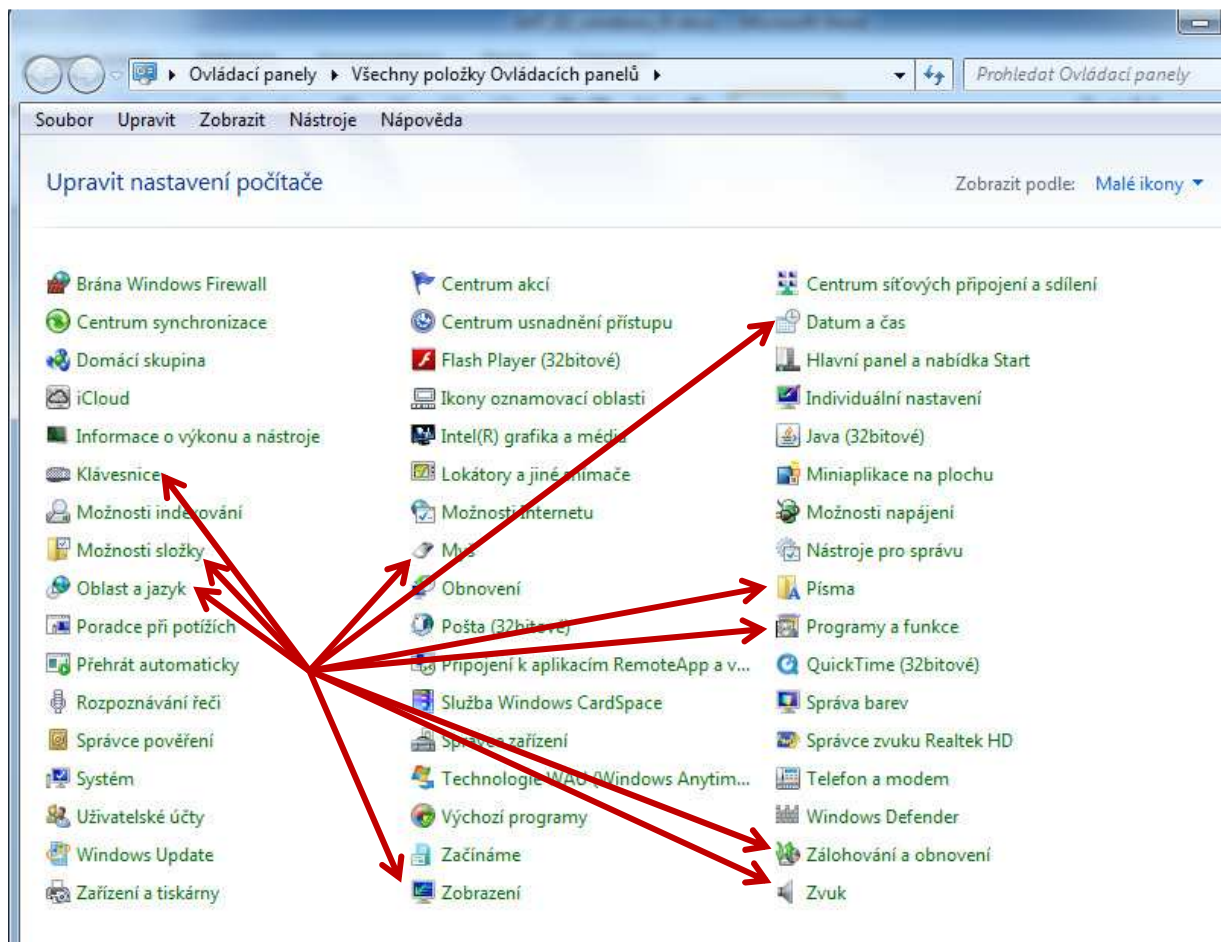 Ovládací panely ▸ Všechny položky Ovládacích panelů ▸ Prohledat Ovládací panely
Soubor Upravit Zobrazit Nástroje Nápověda
Upravit nastavení počítače Zobrazit podle: Malé ikony
Brána Windows Firewall Centrum akcí Centrum síťových připojení a sdílení
Centrum synchronizace Centrum usnadnění přístupu Datum a čas
Domácí skupina Flash Player (32bitové) Hlavní panel a nabídka Start
iCloud Ikony oznamovací oblasti Individuální nastavení
Informace o výkonu a nástroje Intel(R) grafika a média Java (32bitové)
Klávesnice Lokátory a jiné snímače Miniaplikace na plochu
Možnosti indexování Možnosti Internetu Možnosti napájení
Možnosti složky Myš Nástroje pro správu
Oblast a jazyk Obnovení Písma
Poradce při potížích Pošta (32bitové) Programy a funkce
Přehrát automaticky Připojení k aplikacím RemoteApp a v... QuickTime (32bitové)
Rozpoznávání řeči Služba Windows CardSpace Správa barev
Správce pověření Správce zařízení Správce zvuku Realtek HD
Systém Technologie WAU (Windows Anytim... Telefon a modem
Uživatelské účty Výchozí programy Windows Defender
Windows Update Začínáme Zálohování a obnovení
Zařízení a tiskárny Zobrazení Zvuk